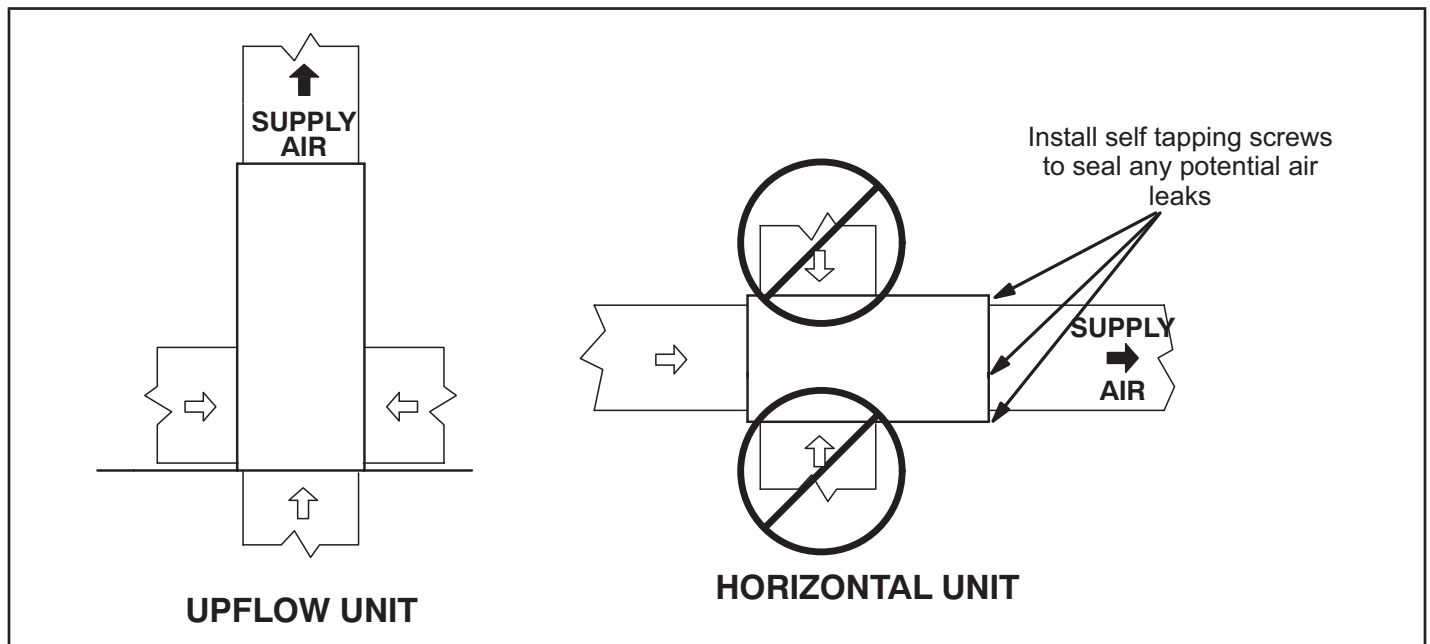 SUPPLY
AIR
UPFLOW UNIT
Install self tapping screws
to seal any potential air
leaks
SUPPLY
AIR
HORIZONTAL UNIT